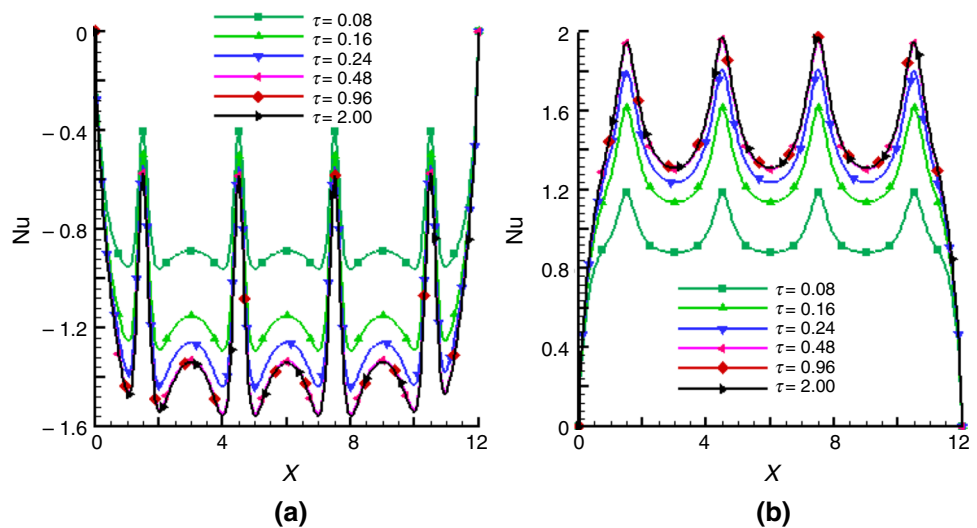 0
− 0.4
− 0.8
− 1.2
− 1.6
Nu
τ = 0.08
τ = 0.16
τ = 0.24
τ = 0.48
τ = 0.96
τ = 2.00
0
4
8
12
X
(a)
2
1.6
1.2
0.8
0.4
0
Nu
τ = 0.08
τ = 0.16
τ = 0.24
τ = 0.48
τ = 0.96
τ = 2.00
0
4
8
12
X
(b)